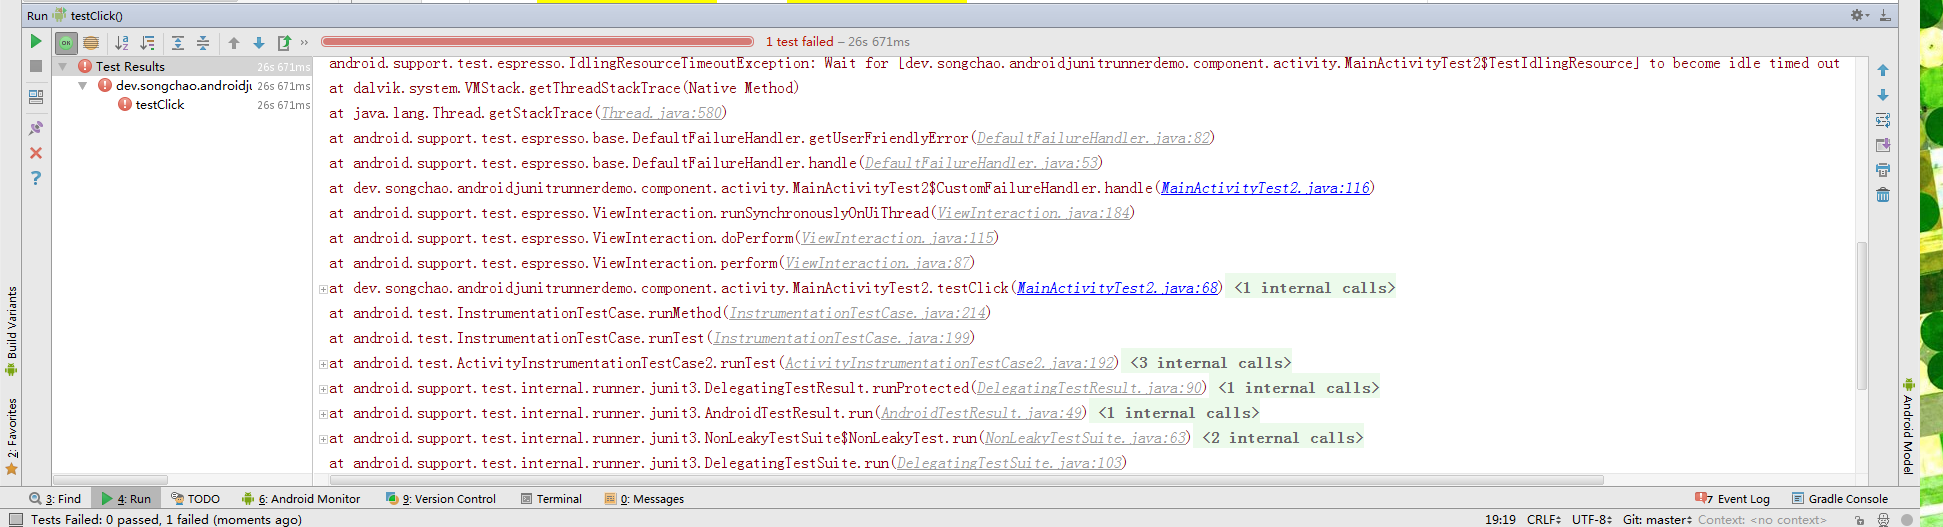 Run testClick()
1 test failed – 26s 671ms
Test Results 26s 671ms
dev.songchao.androidju 26s 671ms
testClick 26s 671ms
android.support.test.espresso.IdlingResourceTimeoutException: Wait for [dev.songchao.androidjunitrunnerdemo.component.activity.MainActivityTest2$TestIdlingResource] to become idle timed out
at dalvik.system.VMStack.getThreadStackTrace(Native Method)
at java.lang.Thread.getStackTrace(Thread.java:580)
at android.support.test.espresso.base.DefaultFailureHandler.getUserFriendlyError(DefaultFailureHandler.java:82)
at android.support.test.espresso.base.DefaultFailureHandler.handle(DefaultFailureHandler.java:53)
at dev.songchao.androidjunitrunnerdemo.component.activity.MainActivityTest2$CustomFailureHandler.handle(MainActivityTest2.java:116)
at android.support.test.espresso.ViewInteraction.runSynchronouslyOnUiThread(ViewInteraction.java:184)
at android.support.test.espresso.ViewInteraction.doPerform(ViewInteraction.java:115)
at android.support.test.espresso.ViewInteraction.perform(ViewInteraction.java:87)
at dev.songchao.androidjunitrunnerdemo.component.activity.MainActivityTest2.testClick(MainActivityTest2.java:68) <1 internal calls>
at android.test.InstrumentationTestCase.runMethod(InstrumentationTestCase.java:214)
at android.test.InstrumentationTestCase.runTest(InstrumentationTestCase.java:199)
at android.test.ActivityInstrumentationTestCase2.runTest(ActivityInstrumentationTestCase2.java:192) <3 internal calls>
at android.support.test.internal.runner.junit3.DelegatingTestResult.runProtected(DelegatingTestResult.java:90) <1 internal calls>
at android.support.test.internal.runner.junit3.AndroidTestResult.run(AndroidTestResult.java:49) <1 internal calls>
at android.support.test.internal.runner.junit3.NonLeakyTestSuite$NonLeakyTest.run(NonLeakyTestSuite.java:63) <2 internal calls>
at android.support.test.internal.runner.junit3.DelegatingTestSuite.run(DelegatingTestSuite.java:103)
Build Variants
2: Favorites
Android Model
3: Find 4: Run TODO 6: Android Monitor 9: Version Control Terminal 0: Messages 7 Event Log Gradle Console
Tests Failed: 0 passed, 1 failed (moments ago) 19:19 CRLF UTF-8 Git: master Context: <no context>